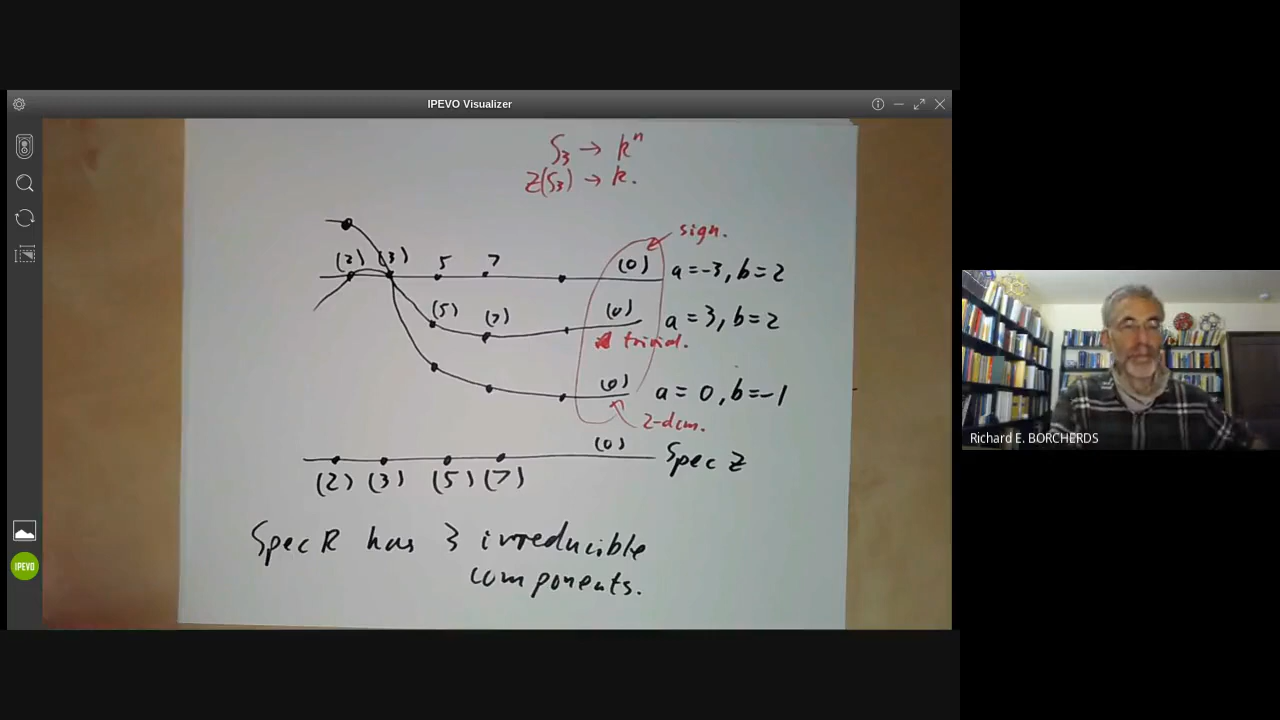 IPEVO Visualizer
S₃ → kⁿ
Z(S₃) → k.
sign.
(2) (3) 5 7 (0) a=-3, b=2
(5) (7) (0) a=3, b=2
trivial.
(0) a=0, b=-1
2-dim.
(0) Spec Z
(2) (3) (5) (7)
Spec R has 3 irreducible
components.
IPEVO
Richard E. BORCHERDS